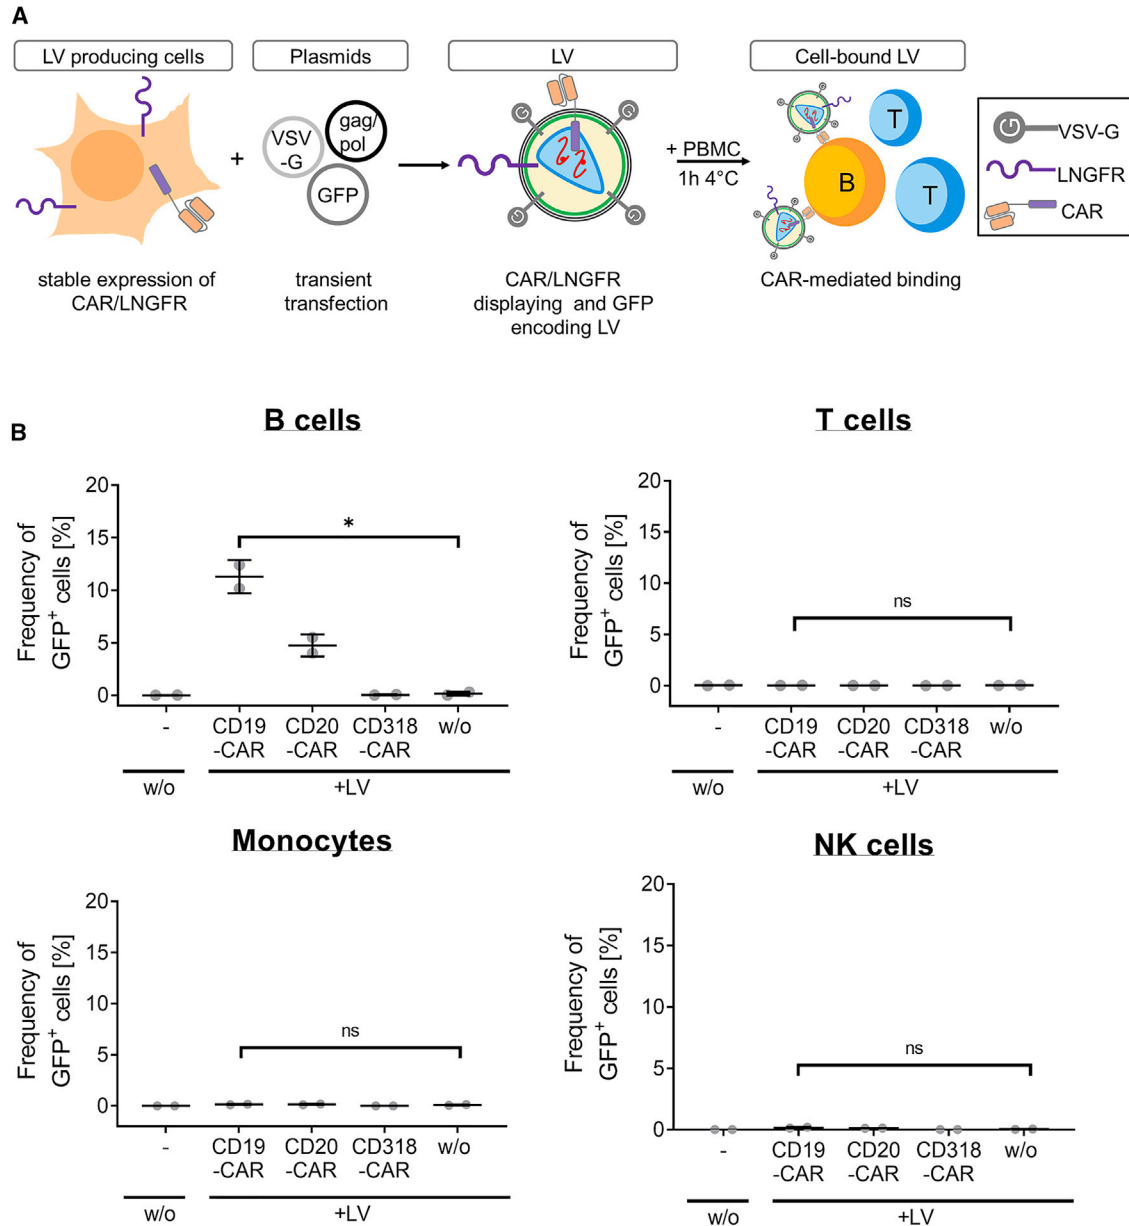 A
LV producing cells
Plasmids
LV
Cell-bound LV
VSV
-G
gag/
pol
GFP
+
+ PBMC
1h 4°C
G
G
G
G
T
B
T
G VSV-G
LNGFR
CAR
stable expression of
CAR/LNGFR
transient
transfection
CAR/LNGFR
displaying and GFP
encoding LV
CAR-mediated binding
B
B cells
Frequency of
GFP+ cells [%]
20
15
10
5
0
*
-
CD19
-CAR
CD20
-CAR
CD318
-CAR
w/o
w/o
+LV
T cells
Frequency of
GFP+ cells [%]
20
15
10
5
0
ns
-
CD19
-CAR
CD20
-CAR
CD318
-CAR
w/o
w/o
+LV
Monocytes
Frequency of
GFP+ cells [%]
20
15
10
5
0
ns
-
CD19
-CAR
CD20
-CAR
CD318
-CAR
w/o
w/o
+LV
NK cells
Frequency of
GFP+ cells [%]
20
15
10
5
0
ns
-
CD19
-CAR
CD20
-CAR
CD318
-CAR
w/o
w/o
+LV